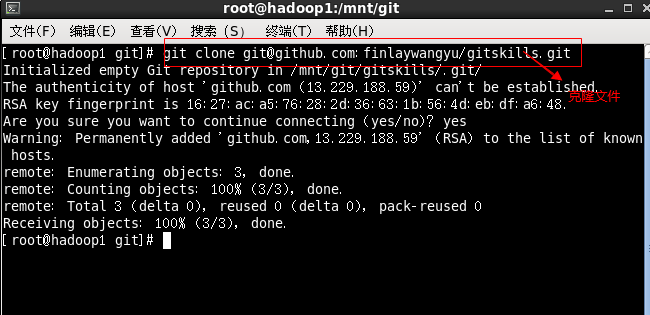 root@hadoop1:/mnt/git
文件(F) 编辑(E) 查看(V) 搜索 (S) 终端(T) 帮助(H)
[root@hadoop1 git]# git clone git@github.com:finlaywangyu/gitskills.git
Initialized empty Git repository in /mnt/git/gitskills/.git/
The authenticity of host 'github.com (13.229.188.59)' can't be established.
RSA key fingerprint is 16:27:ac:a5:76:28:2d:36:63:1b:56:4d:eb:df:a6:48.
克隆文件
Are you sure you want to continue connecting (yes/no)? yes
Warning: Permanently added 'github.com,13.229.188.59' (RSA) to the list of known
hosts.
remote: Enumerating objects: 3, done.
remote: Counting objects: 100% (3/3), done.
remote: Total 3 (delta 0), reused 0 (delta 0), pack-reused 0
Receiving objects: 100% (3/3), done.
[root@hadoop1 git]#